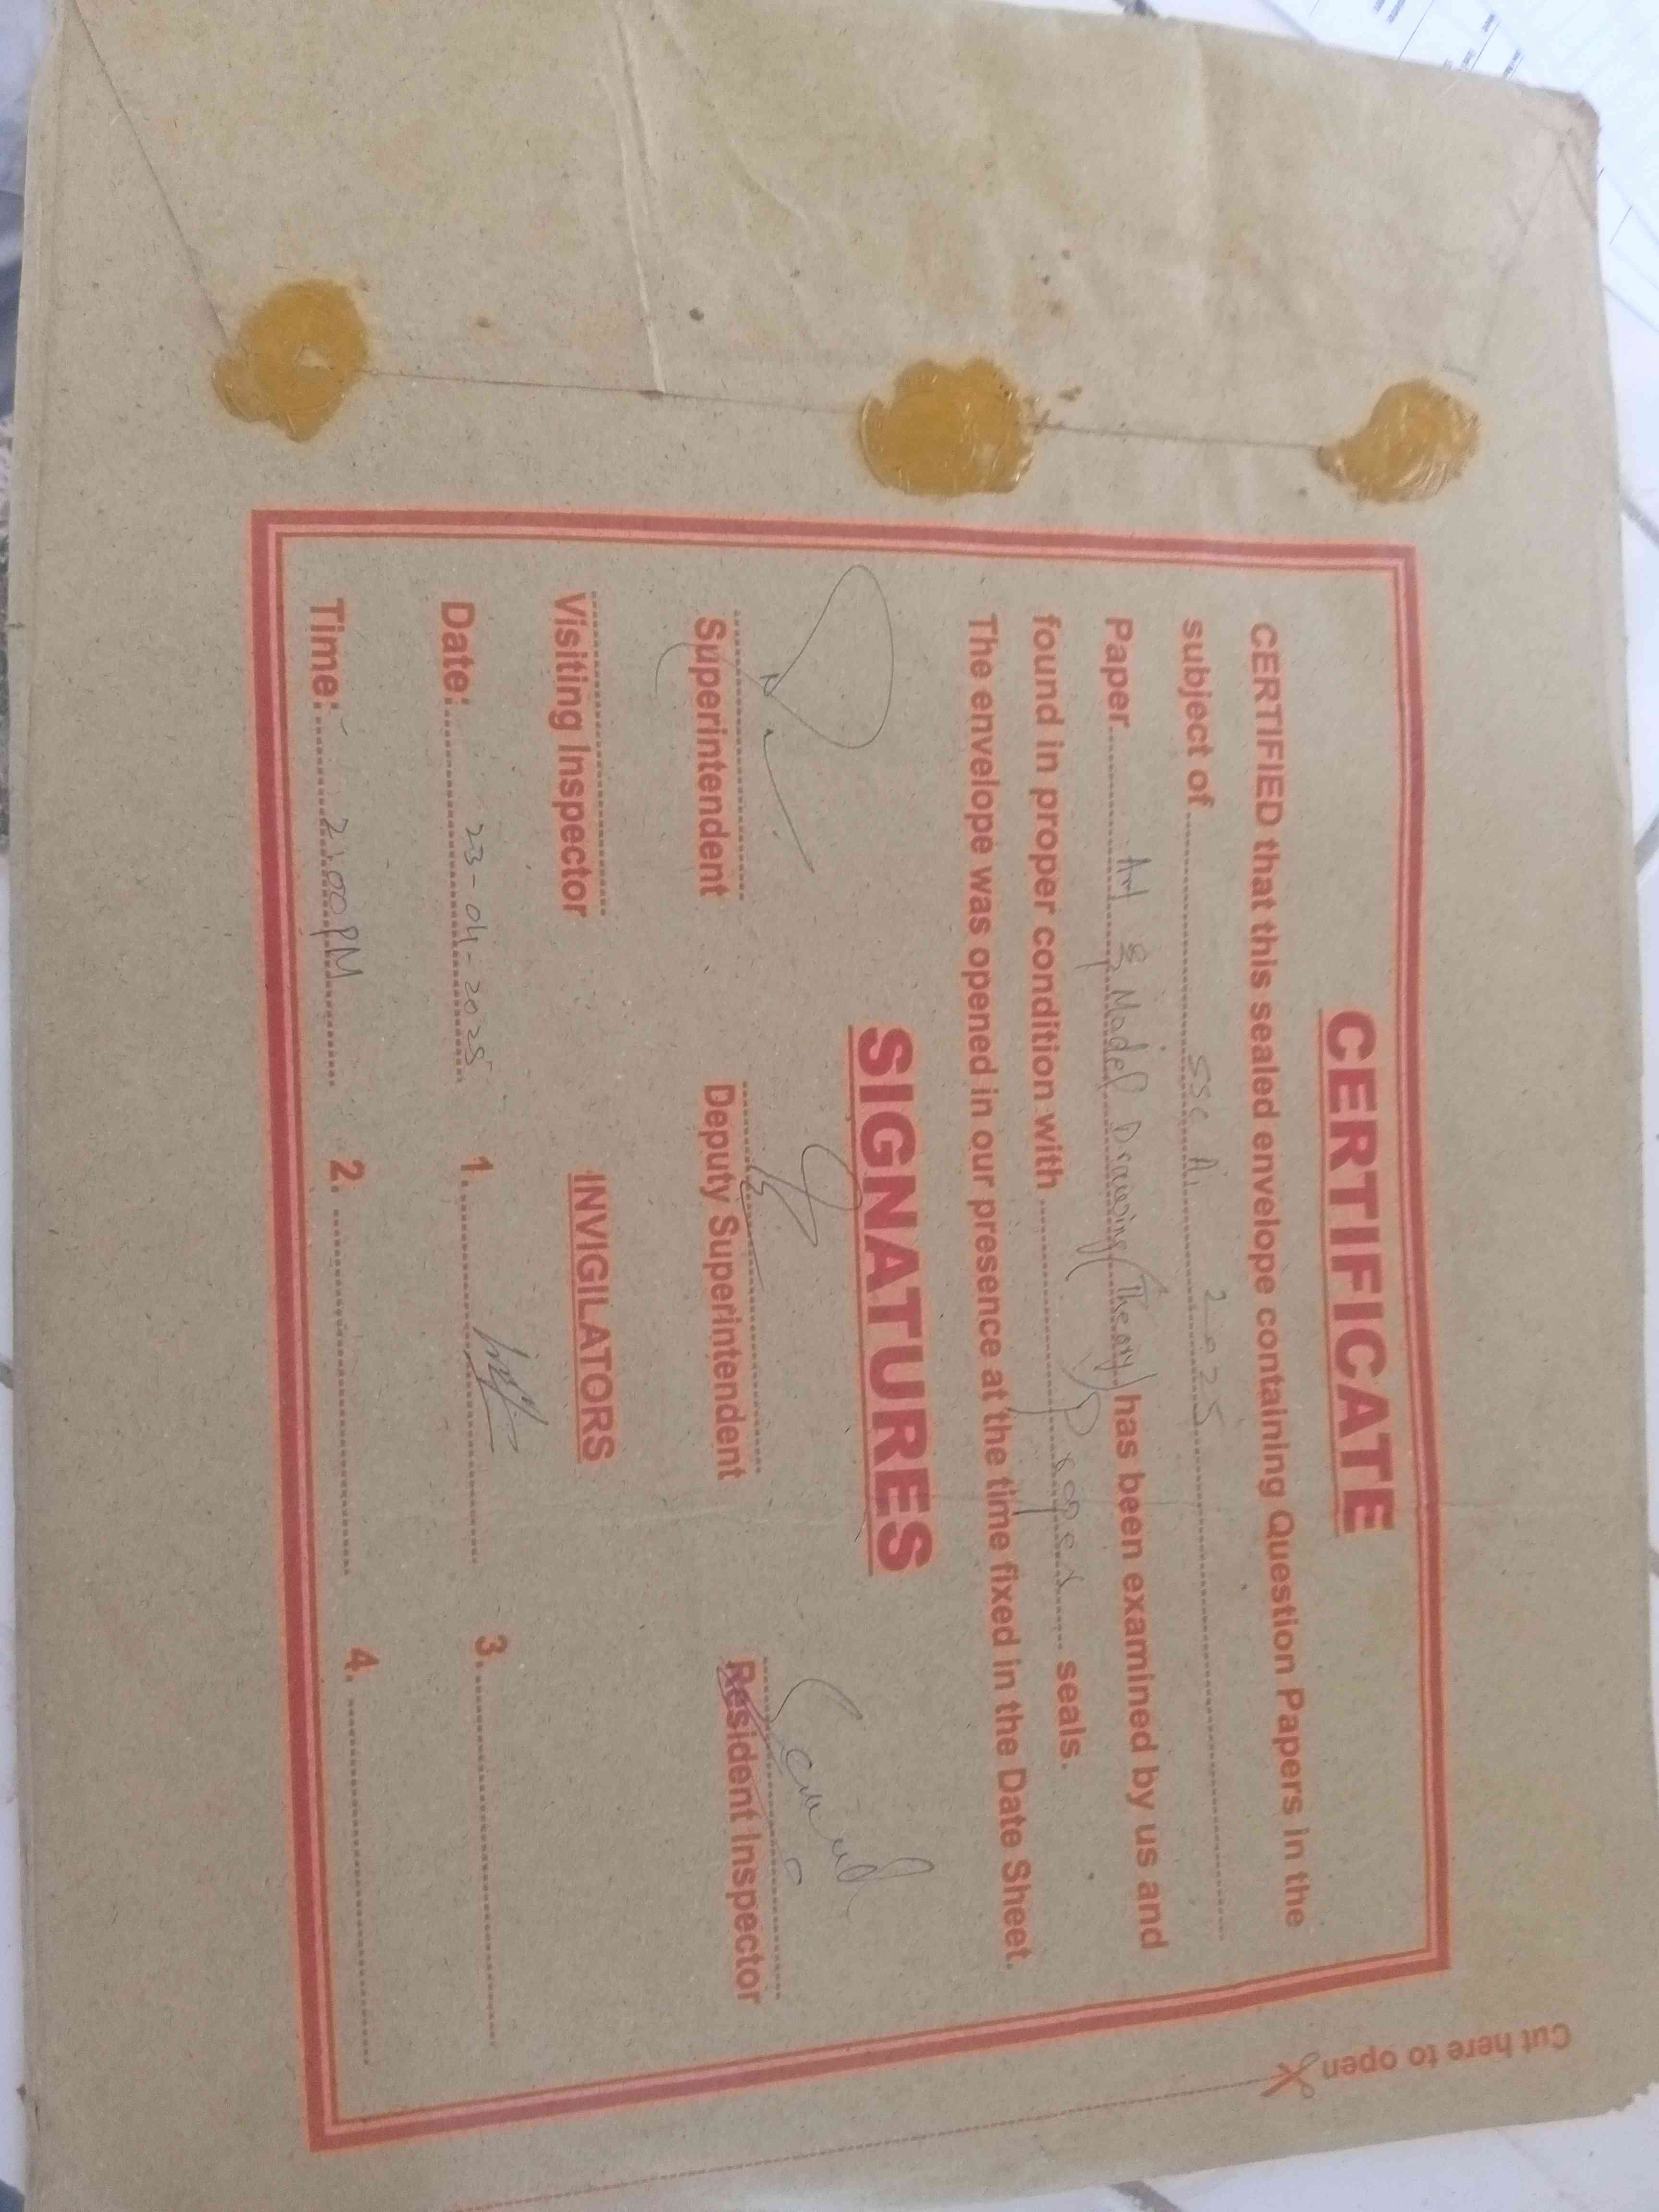 CERTIFICATE
CERTIFIED that this sealed envelope containing Question Papers in the
subject of SSC A, 2025
Paper Art & Model Drawing (Theory) has been examined by us and
found in proper condition with Proper seals.
The envelope was opened in our presence at the time fixed in the Date Sheet.
SIGNATURES
Superintendent Deputy Superintendent Resident Inspector
Visiting Inspector INVIGILATORS
Date: 23-04-2025 1. 3.
Time: 2:00 PM 2. 4.
Cut here to open